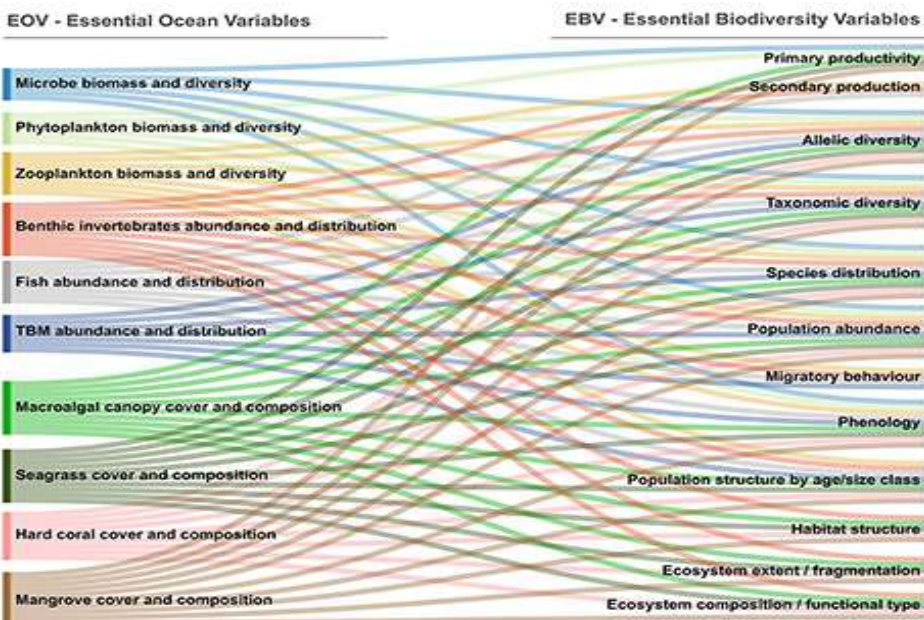 EOV - Essential Ocean Variables
EBV - Essential Biodiversity Variables
Microbe biomass and diversity
Phytoplankton biomass and diversity
Zooplankton biomass and diversity
Benthic invertebrates abundance and distribution
Fish abundance and distribution
TBM abundance and distribution
Macroalgal canopy cover and composition
Seagrass cover and composition
Hard coral cover and composition
Mangrove cover and composition
Primary productivity
Secondary production
Allelic diversity
Taxonomic diversity
Species distribution
Population abundance
Migratory behaviour
Phenology
Population structure by age/size class
Habitat structure
Ecosystem extent / fragmentation
Ecosystem composition / functional type